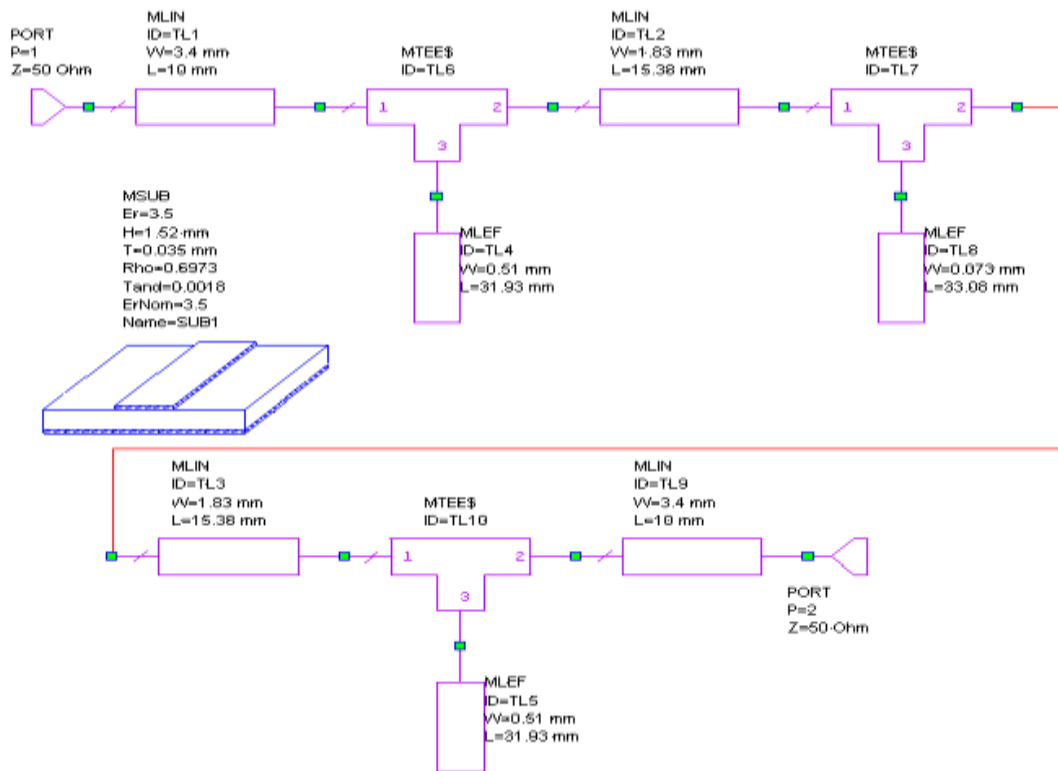 PORT
P=1
Z=50 Ohm
MLIN
ID=TL1
W=3.4 mm
L=10 mm
MTEE$
ID=TL6
MLIN
ID=TL2
W=1.83 mm
L=15.38 mm
MTEE$
ID=TL7
1
2
3
1
2
3
MSUB
Er=3.5
H=1.52 mm
T=0.035 mm
Rho=0.6973
Tand=0.0018
ErNom=3.5
Name=SUB1
MLEF
ID=TL4
W=0.51 mm
L=31.93 mm
MLEF
ID=TL8
W=0.073 mm
L=33.08 mm
MLIN
ID=TL3
W=1.83 mm
L=15.38 mm
MTEE$
ID=TL10
MLIN
ID=TL9
W=3.4 mm
L=10 mm
1
2
3
PORT
P=2
Z=50 Ohm
MLEF
ID=TL5
W=0.51 mm
L=31.93 mm